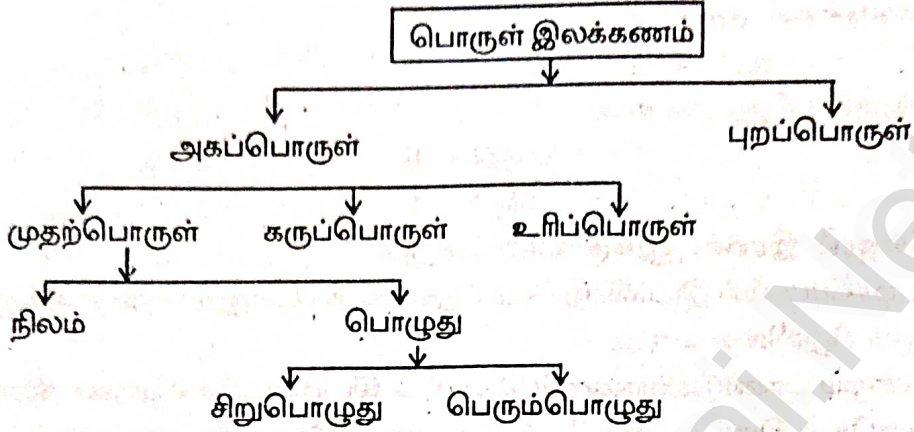 பொருள் இலக்கணம்
அகப்பொருள் புறப்பொருள்
முதற்பொருள் கருப்பொருள் உரிப்பொருள்
நிலம் பொழுது
சிறுபொழுது பெரும்பொழுது